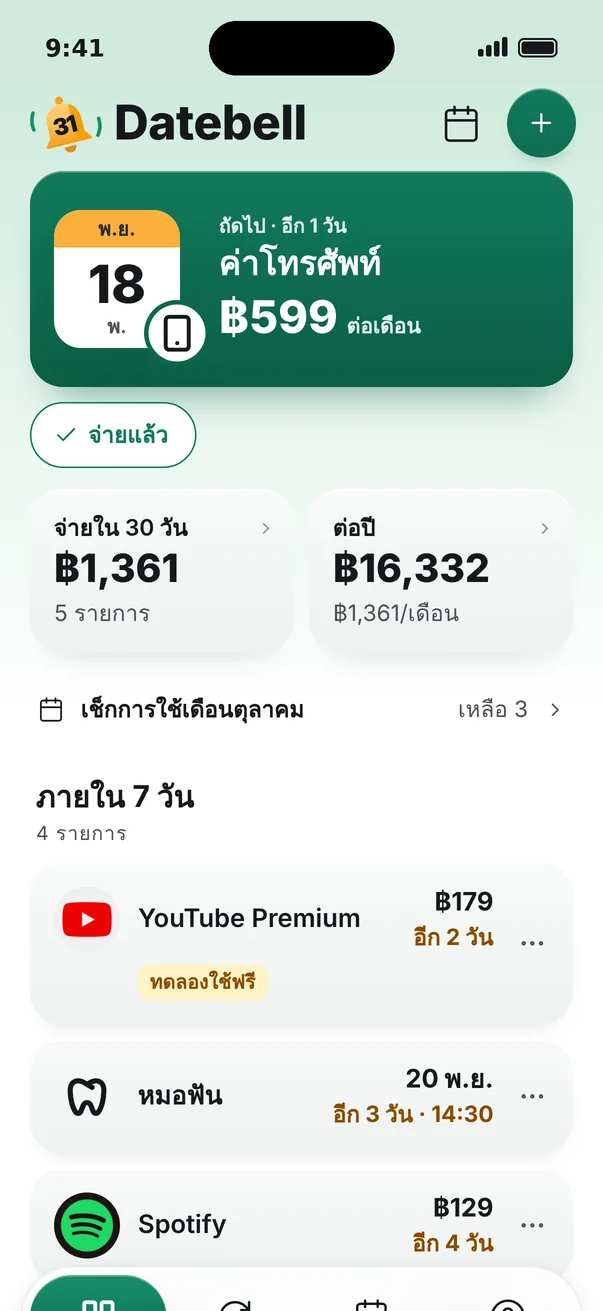 9:41
31
Datebell
พ.ย.
18
พ.
ถัดไป · อีก 1 วัน
ค่าโทรศัพท์
฿599 ต่อเดือน
จ่ายแล้ว
จ่ายใน 30 วัน
฿1,361
5 รายการ
ต่อปี
฿16,332
฿1,361/เดือน
เช็กการใช้เดือนตุลาคม
เหลือ 3
ภายใน 7 วัน
4 รายการ
YouTube Premium
฿179
อีก 2 วัน
ทดลองใช้ฟรี
หมอฟัน
20 พ.ย.
อีก 3 วัน · 14:30
Spotify
฿129
อีก 4 วัน